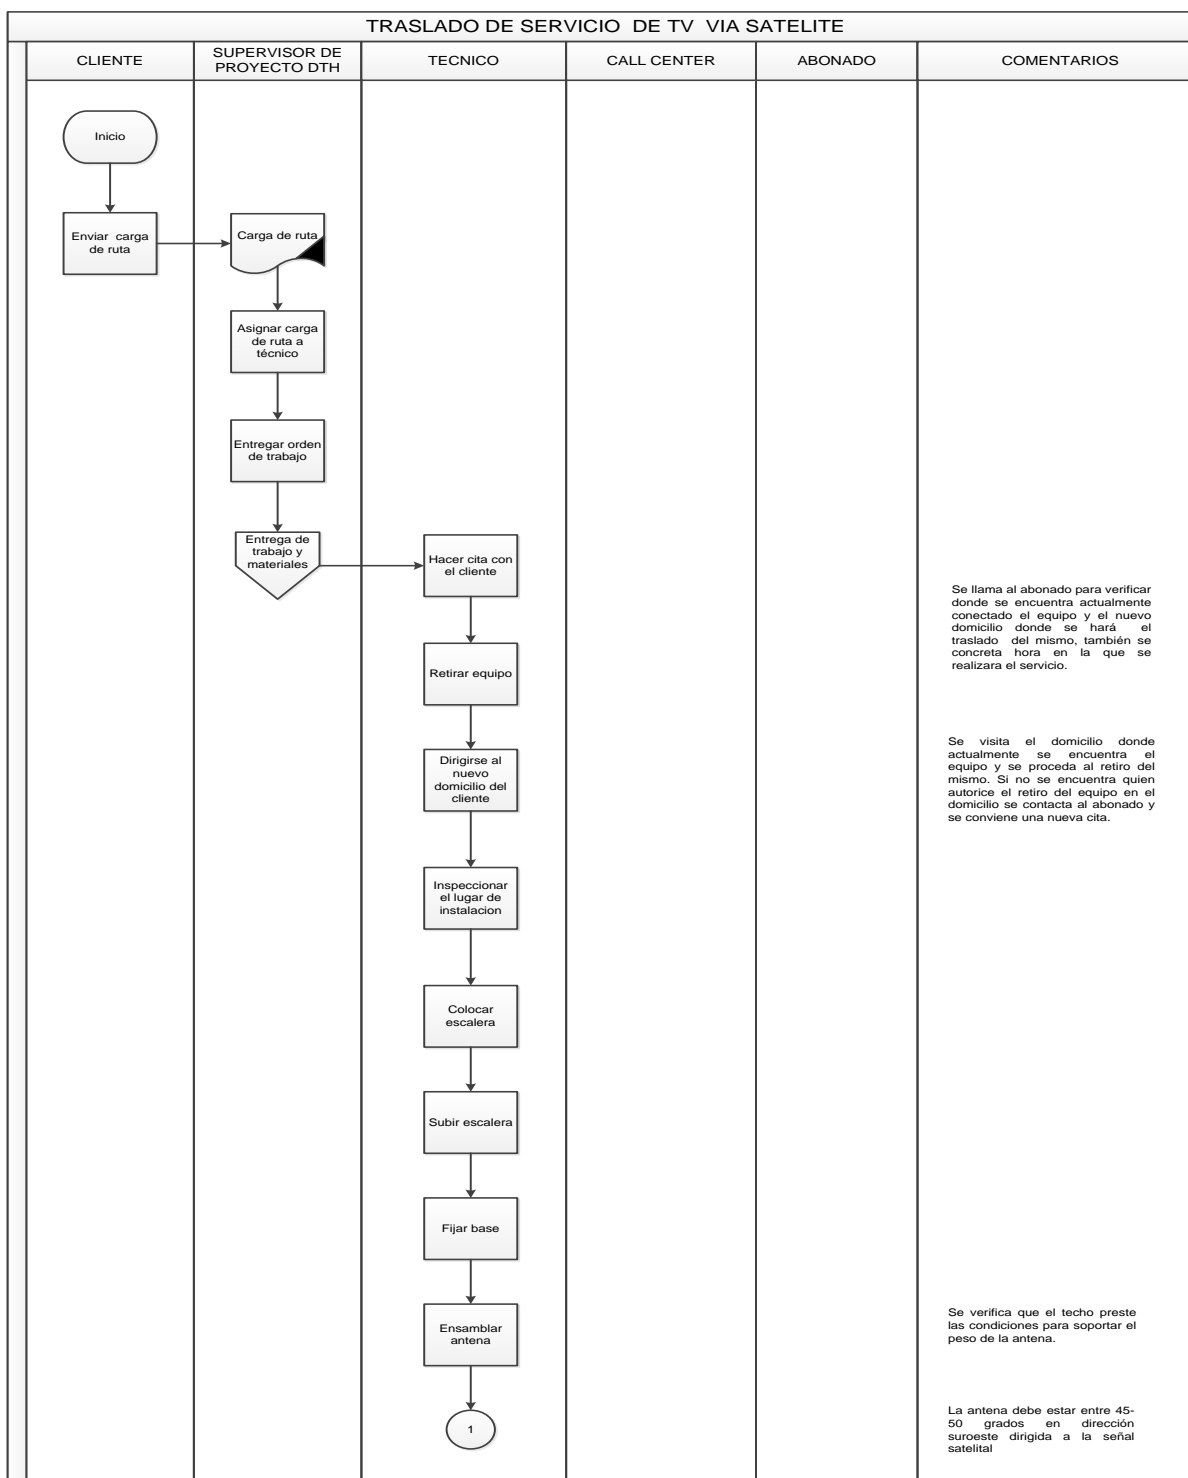 TRASLADO DE SERVICIO DE TV VIA SATELITE
CLIENTE
SUPERVISOR DE
PROYECTO DTH
TECNICO
CALL CENTER
ABONADO
COMENTARIOS
Inicio
Enviar carga
de ruta
Carga de ruta
Asignar carga
de ruta a
técnico
Entregar orden
de trabajo
Entrega de
trabajo y
materiales
Hacer cita con
el cliente
Se llama al abonado para verificar
donde se encuentra actualmente
conectado el equipo y el nuevo
domicilio donde se hará el
traslado del mismo, también se
concreta hora en la que se
realizara el servicio.
Retirar equipo
Se visita el domicilio donde
actualmente se encuentra el
equipo y se proceda al retiro del
mismo. Si no se encuentra quien
autorice el retiro del equipo en el
domicilio se contacta al abonado y
se conviene una nueva cita.
Dirigirse al
nuevo
domicilio del
cliente
Inspeccionar
el lugar de
instalacion
Colocar
escalera
Subir escalera
Fijar base
Ensamblar
antena
Se verifica que el techo preste
las condiciones para soportar el
peso de la antena.
1
La antena debe estar entre 45-
50 grados en dirección
suroeste dirigida a la señal
satelital